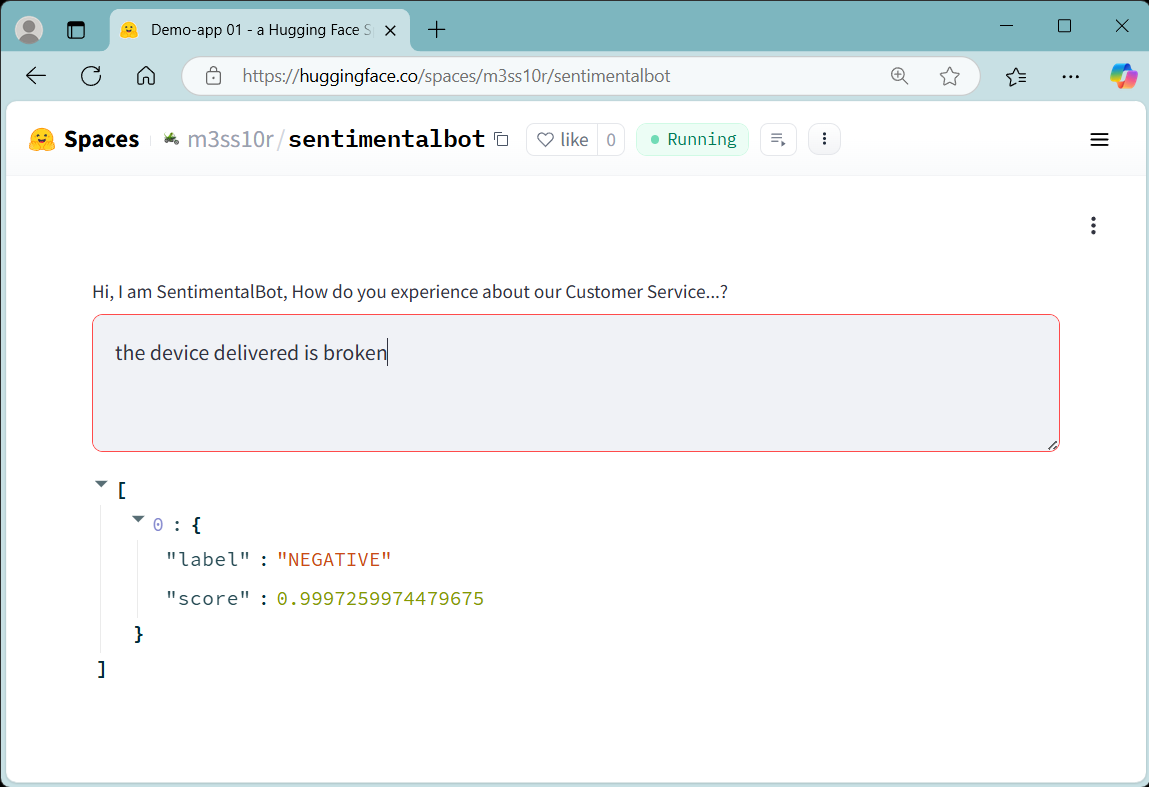 Demo-app 01 - a Hugging Face S
https://huggingface.co/spaces/m3ss10r/sentimentalbot
Spaces m3ss10r/sentimentalbot like 0 Running
Hi, I am SentimentalBot, How do you experience about our Customer Service...?
the device delivered is broken
[
0 : {
"label" : "NEGATIVE"
"score" : 0.9997259974479675
}
]